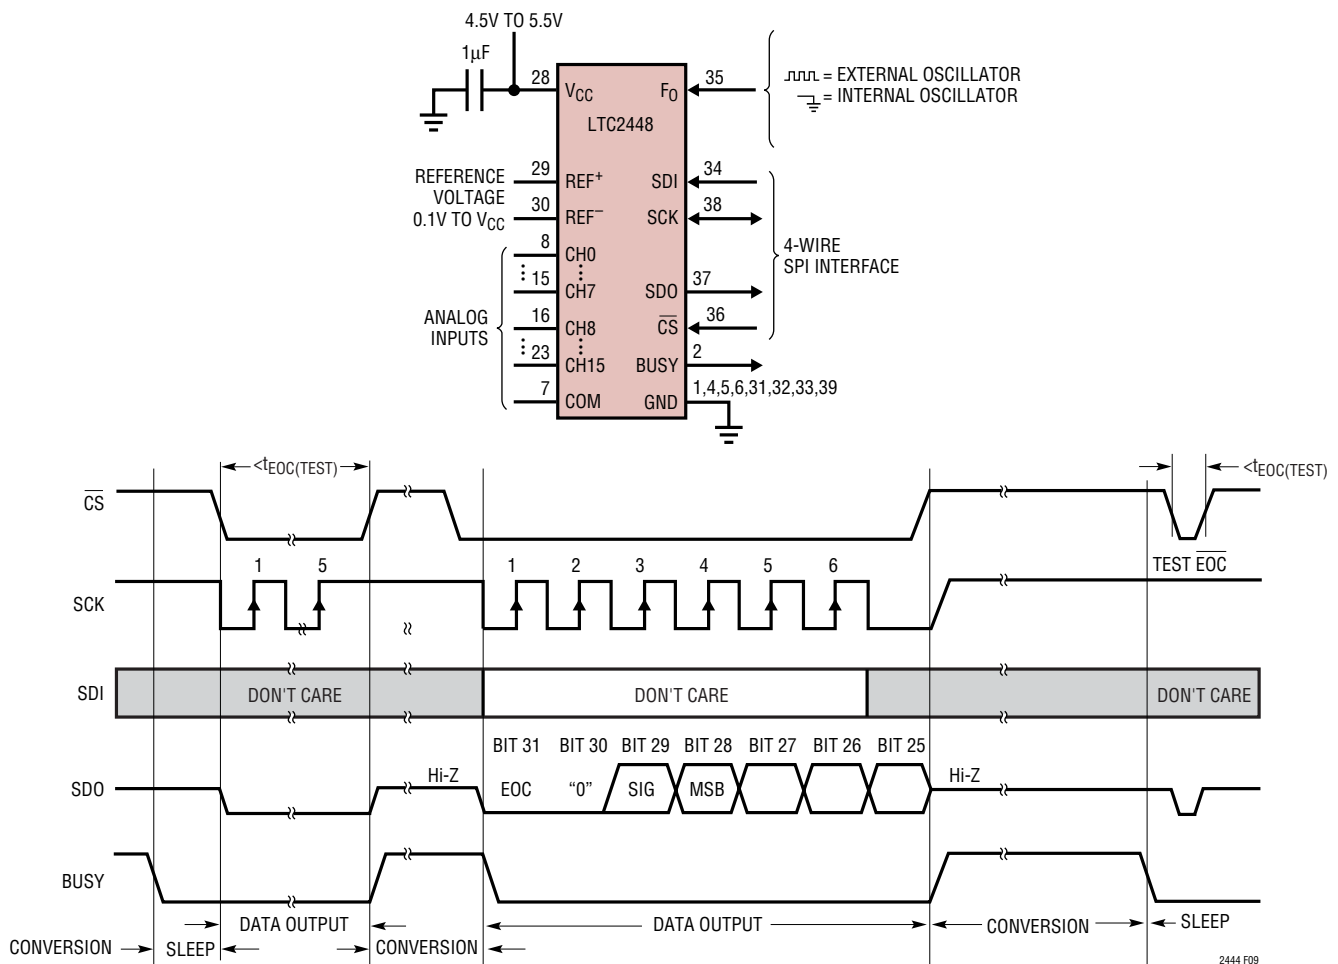 4.5V TO 5.5V
1µF
28
VCC
FO
35
= EXTERNAL OSCILLATOR
= INTERNAL OSCILLATOR
LTC2448
REFERENCE
VOLTAGE
0.1V TO VCC
29
REF+
SDI
34
30
REF–
SCK
38
4-WIRE
SPI INTERFACE
ANALOG
INPUTS
8
CH0
15
CH7
SDO
37
16
CH8
CS
36
23
CH15
BUSY
2
7
COM
GND
1,4,5,6,31,32,33,39
<tEOC(TEST)
<tEOC(TEST)
CS
TEST EOC
SCK
1
5
1
2
3
4
5
6
SDI
DON'T CARE
DON'T CARE
DON'T CARE
BIT 31
BIT 30
BIT 29
BIT 28
BIT 27
BIT 26
BIT 25
SDO
Hi-Z
EOC
“0”
SIG
MSB
Hi-Z
BUSY
CONVERSION
SLEEP
DATA OUTPUT
CONVERSION
DATA OUTPUT
CONVERSION
SLEEP
2444 F09